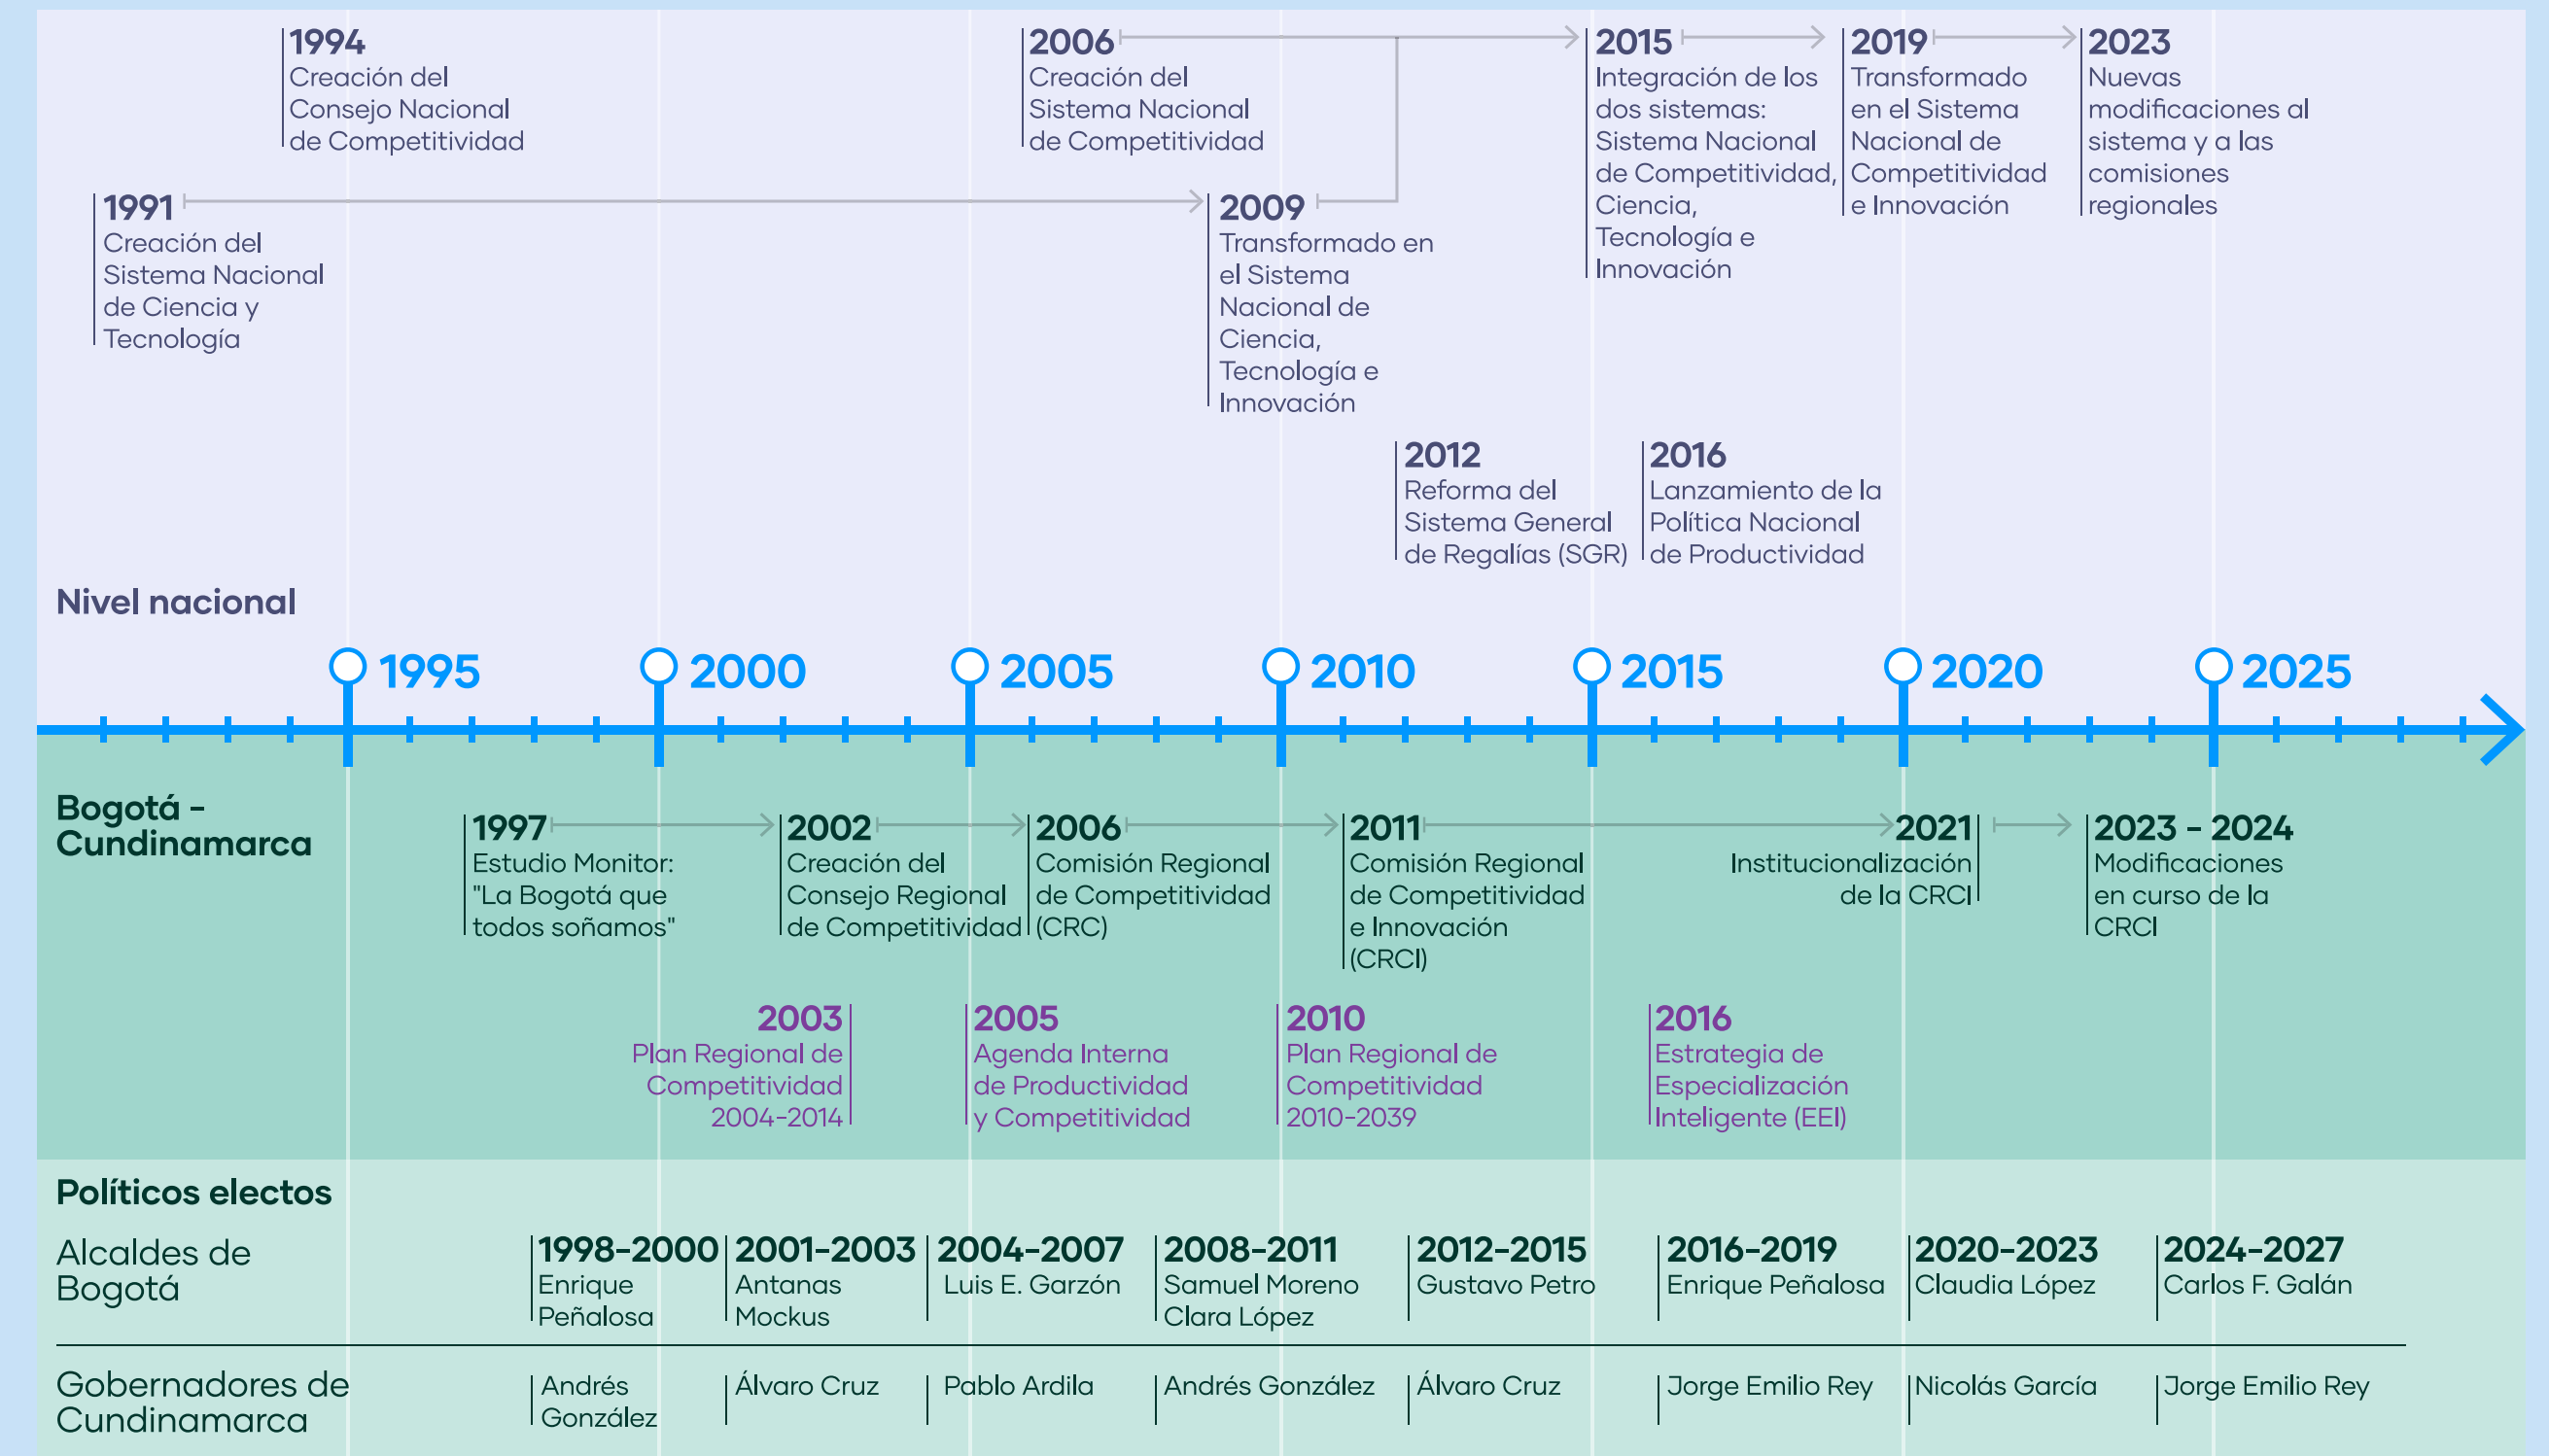 1994
Creación del
Consejo Nacional
de Competitividad
2006
Creación del
Sistema Nacional
de Competitividad
2015
Integración de los
dos sistemas:
Sistema Nacional
de Competitividad,
Ciencia,
Tecnología e
Innovación
2019
Transformado
en el Sistema
Nacional de
Competitividad
e Innovación
2023
Nuevas
modificaciones al
sistema y a las
comisiones
regionales
1991
Creación del
Sistema Nacional
de Ciencia y
Tecnología
2009
Transformado en
el Sistema
Nacional de
Ciencia,
Tecnología e
Innovación
2012
Reforma del
Sistema General
de Regalías (SGR)
2016
Lanzamiento de la
Política Nacional
de Productividad
Nivel nacional
1995
2000
2005
2010
2015
2020
2025
Bogotá -
Cundinamarca
1997
Estudio Monitor:
"La Bogotá que
todos soñamos"
2002
Creación del
Consejo Regional
de Competitividad
2006
Comisión Regional
de Competitividad
(CRC)
2011
Comisión Regional
de Competitividad
e Innovación
(CRCI)
2021
Institucionalización
de la CRCI
2023 - 2024
Modificaciones
en curso de la
CRCI
2003
Plan Regional de
Competitividad
2004-2014
2005
Agenda Interna
de Productividad
y Competitividad
2010
Plan Regional de
Competitividad
2010-2039
2016
Estrategia de
Especialización
Inteligente (EEI)
Políticos electos
Alcaldes de
Bogotá
1998-2000
Enrique
Peñalosa
2001-2003
Antanas
Mockus
2004-2007
Luis E. Garzón
2008-2011
Samuel Moreno
Clara López
2012-2015
Gustavo Petro
2016-2019
Enrique Peñalosa
2020-2023
Claudia López
2024-2027
Carlos F. Galán
Gobernadores de
Cundinamarca
Andrés
González
Álvaro Cruz
Pablo Ardila
Andrés González
Álvaro Cruz
Jorge Emilio Rey
Nicolás García
Jorge Emilio Rey